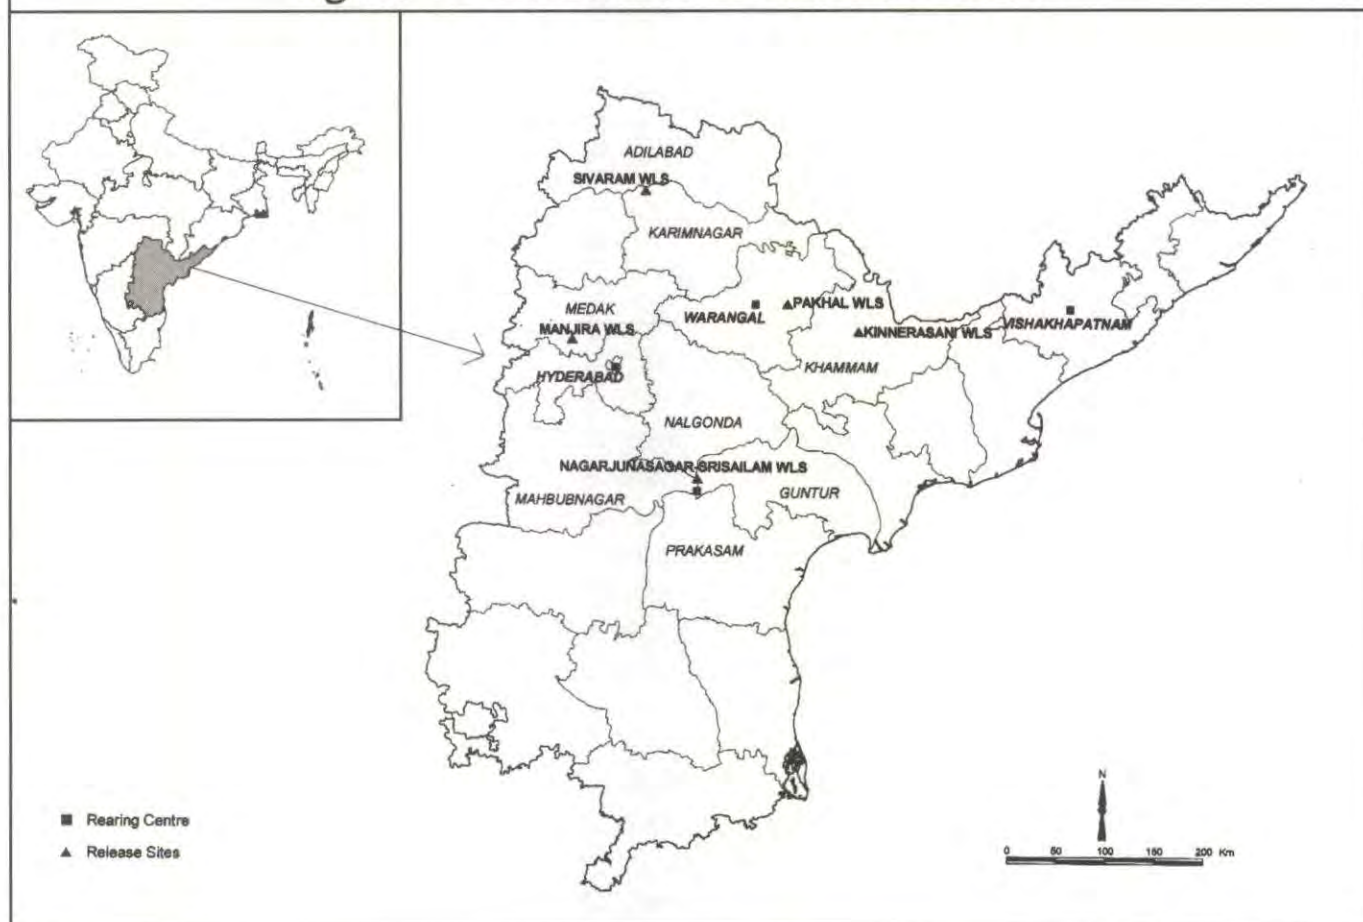 ADILABAD
SIVARAM WLS
KARIMNAGAR
MEDAK
WARANGAL
PAKHAL WLS
MANJIRA WLS
KINNERASANI WLS
VISHAKHAPATNAM
HYDERABAD
KHAMMAM
NALGONDA
NAGARJUNASAGAR-SRISAILAM WLS
MAHBUBNAGAR
GUNTUR
PRAKASAM
N
Rearing Centre
Release Sites
0 50 100 150 200 Km